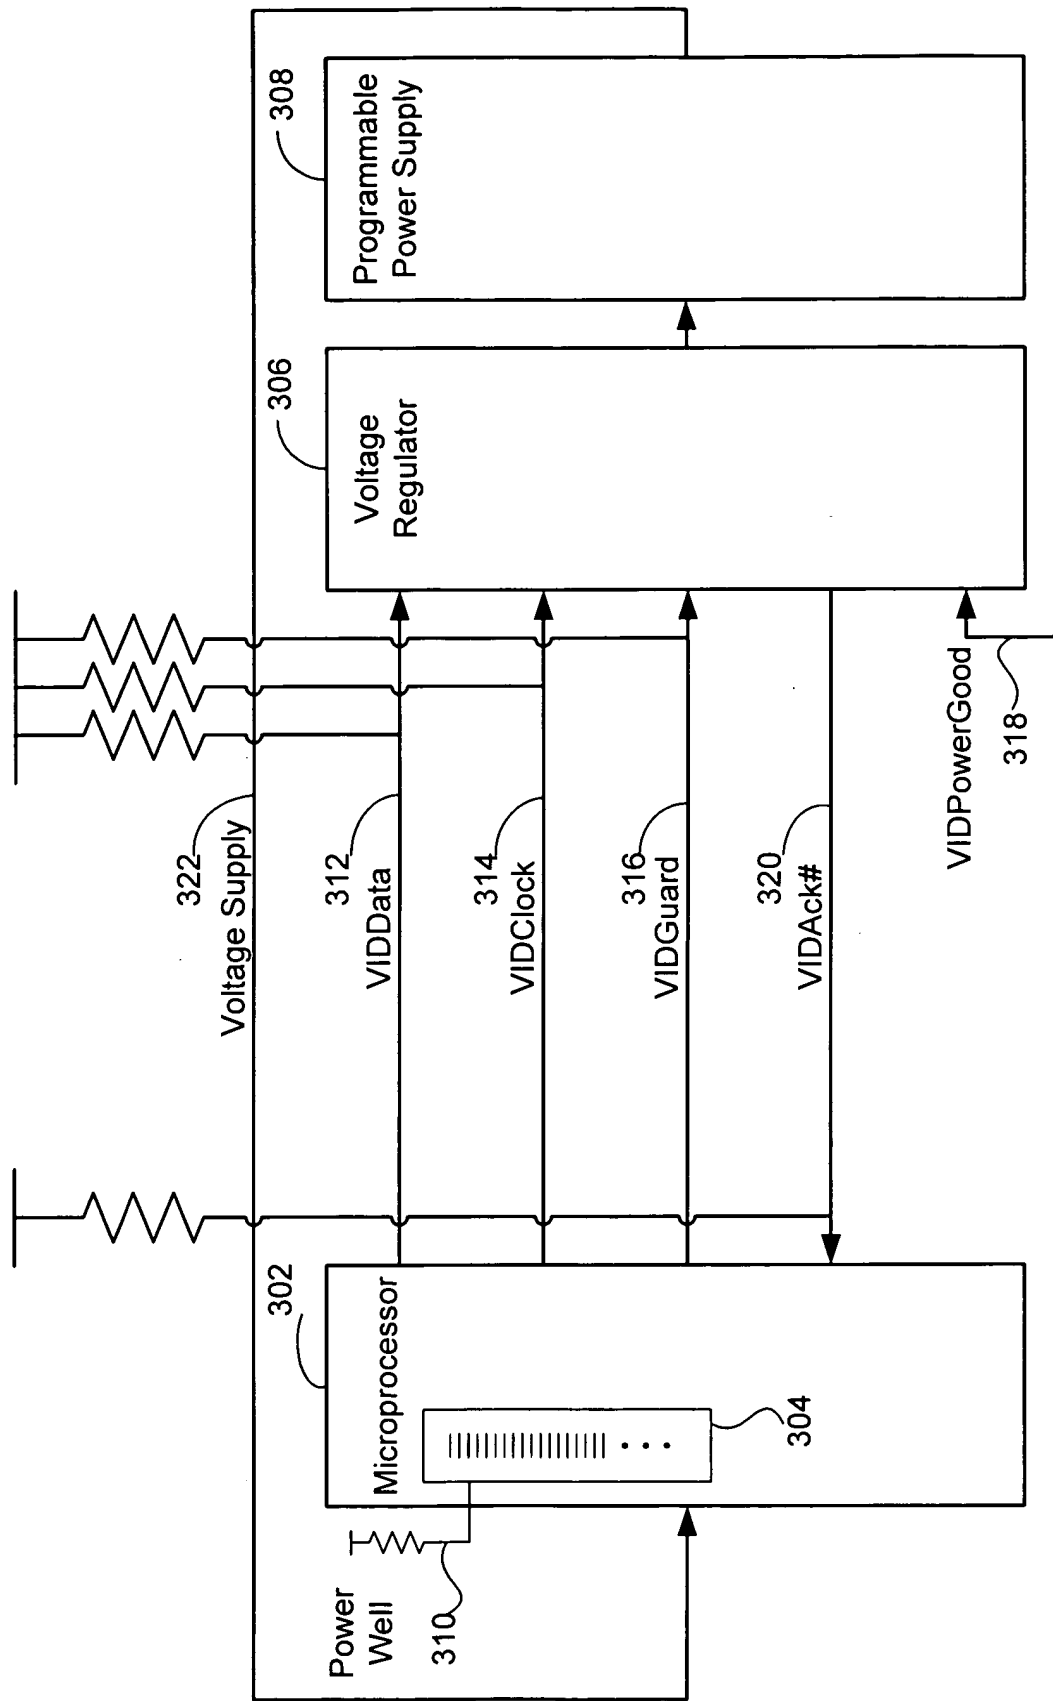 322
Voltage Supply
302
Microprocessor
304
Power
Well
310
312
VIDData
314
VIDClock
316
VIDGuard
320
VIDAck#
VIDPowerGood
318
306
Voltage
Regulator
308
Programmable
Power Supply